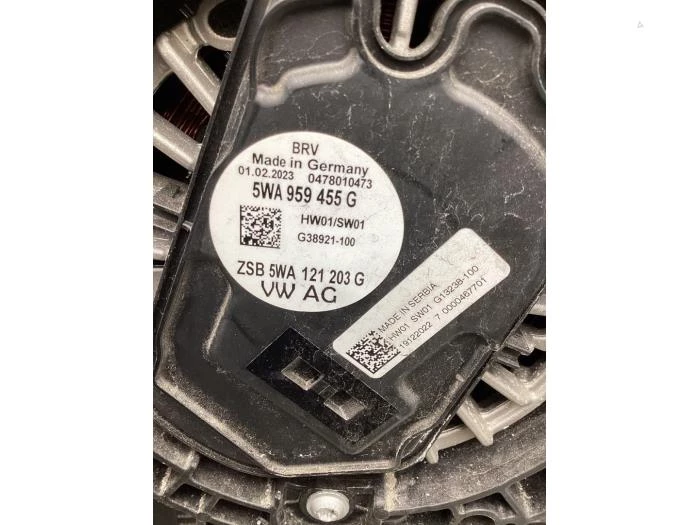 BRV
Made in Germany
01.02.2023 0478010473
5WA 959 455 G
HW01/SW01
G38921-100
ZSB 5WA 121 203 G
VW AG
MADE IN SERBIA
HW01 SW01 G13238-100
19122022 7 0000467701